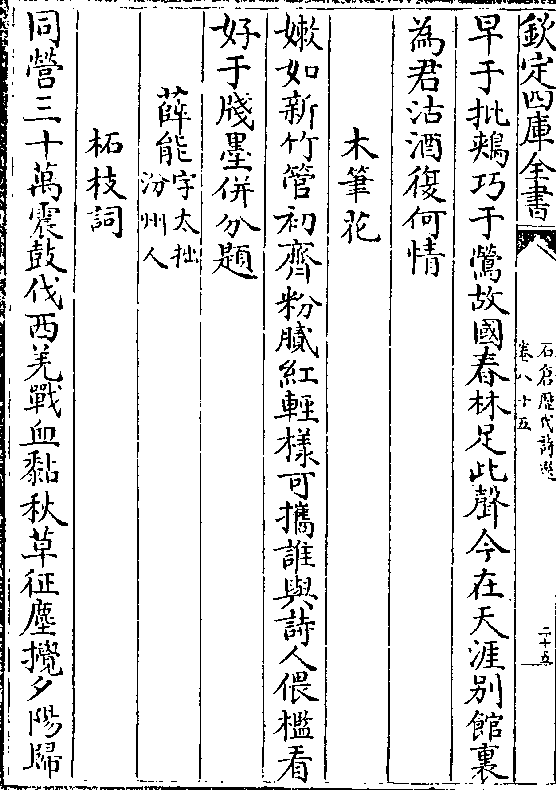 欽定四庫全書
石倉歷代詩選
卷八十五
二十五
早于批鵊巧于鶯故國春林足此聲今在天涯别館裏
為君沽酒復何情
木筆花
嫩如新竹管初齊粉膩紅輕樣可攜誰與詩人偎檻看
好于牋墨併分題
薛能字太拙
汾州人
柘枝詞
同營三十萬震鼓伐西羌戰血黏秋草征塵攪夕陽歸